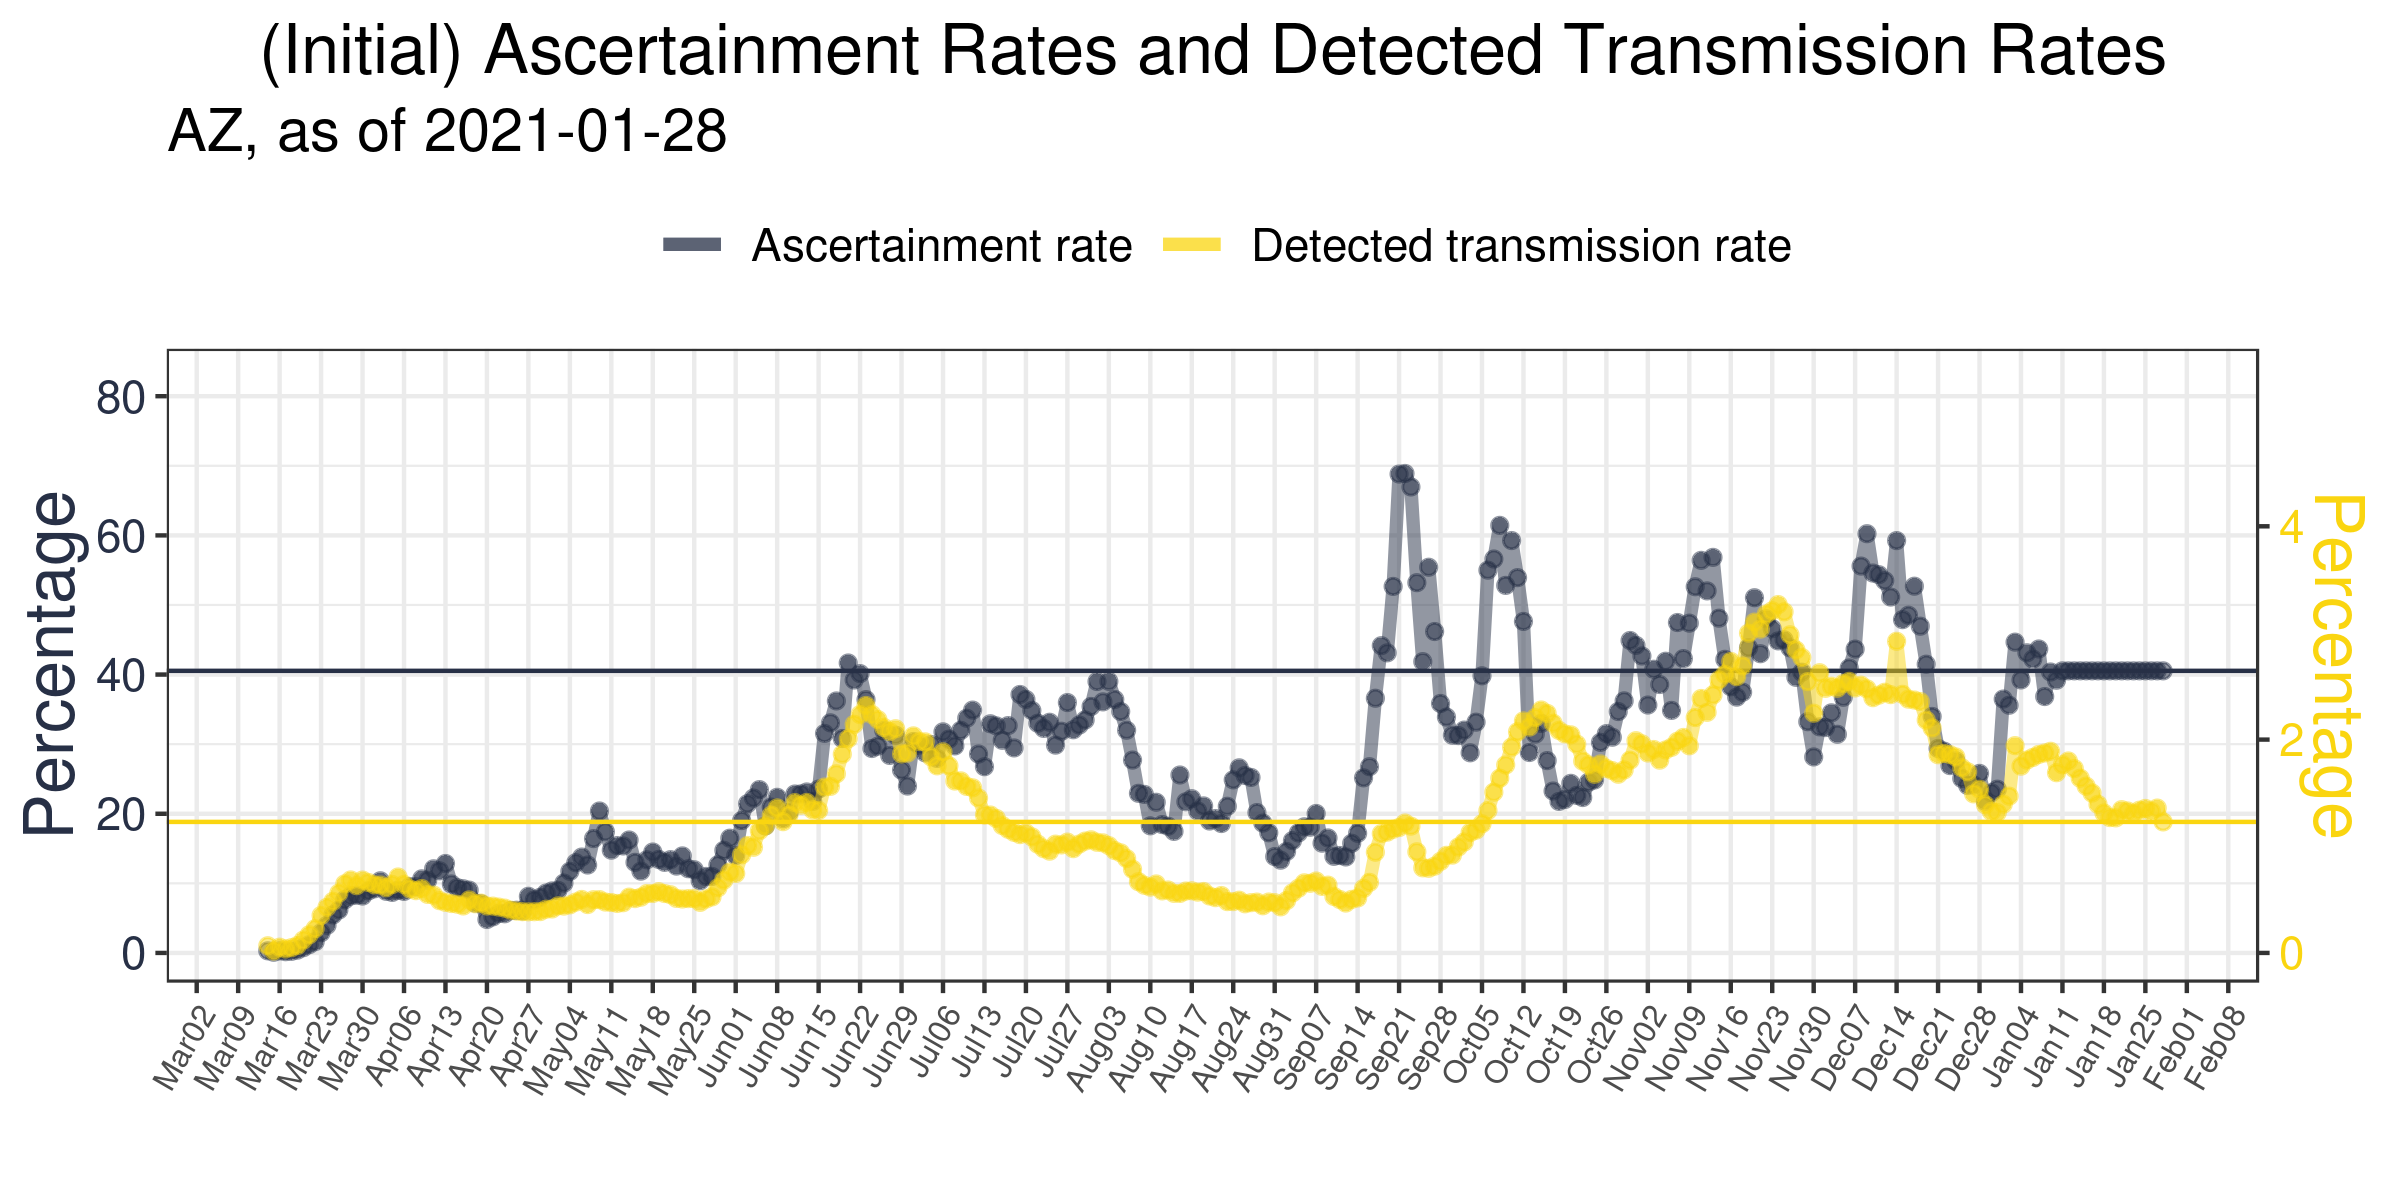 (Initial) Ascertainment Rates and Detected Transmission Rates
AZ, as of 2021-01-28
Ascertainment rate
Detected transmission rate
Percentage
80
60
40
20
0
4
2
0
Percentage
Mar02
Mar09
Mar16
Mar23
Mar30
Apr06
Apr13
Apr20
Apr27
May04
May11
May18
May25
Jun01
Jun08
Jun15
Jun22
Jun29
Jul06
Jul13
Jul20
Jul27
Aug03
Aug10
Aug17
Aug24
Aug31
Sep07
Sep14
Sep21
Sep28
Oct05
Oct12
Oct19
Oct26
Nov02
Nov09
Nov16
Nov23
Nov30
Dec07
Dec14
Dec21
Dec28
Jan04
Jan11
Jan18
Jan25
Feb01
Feb08